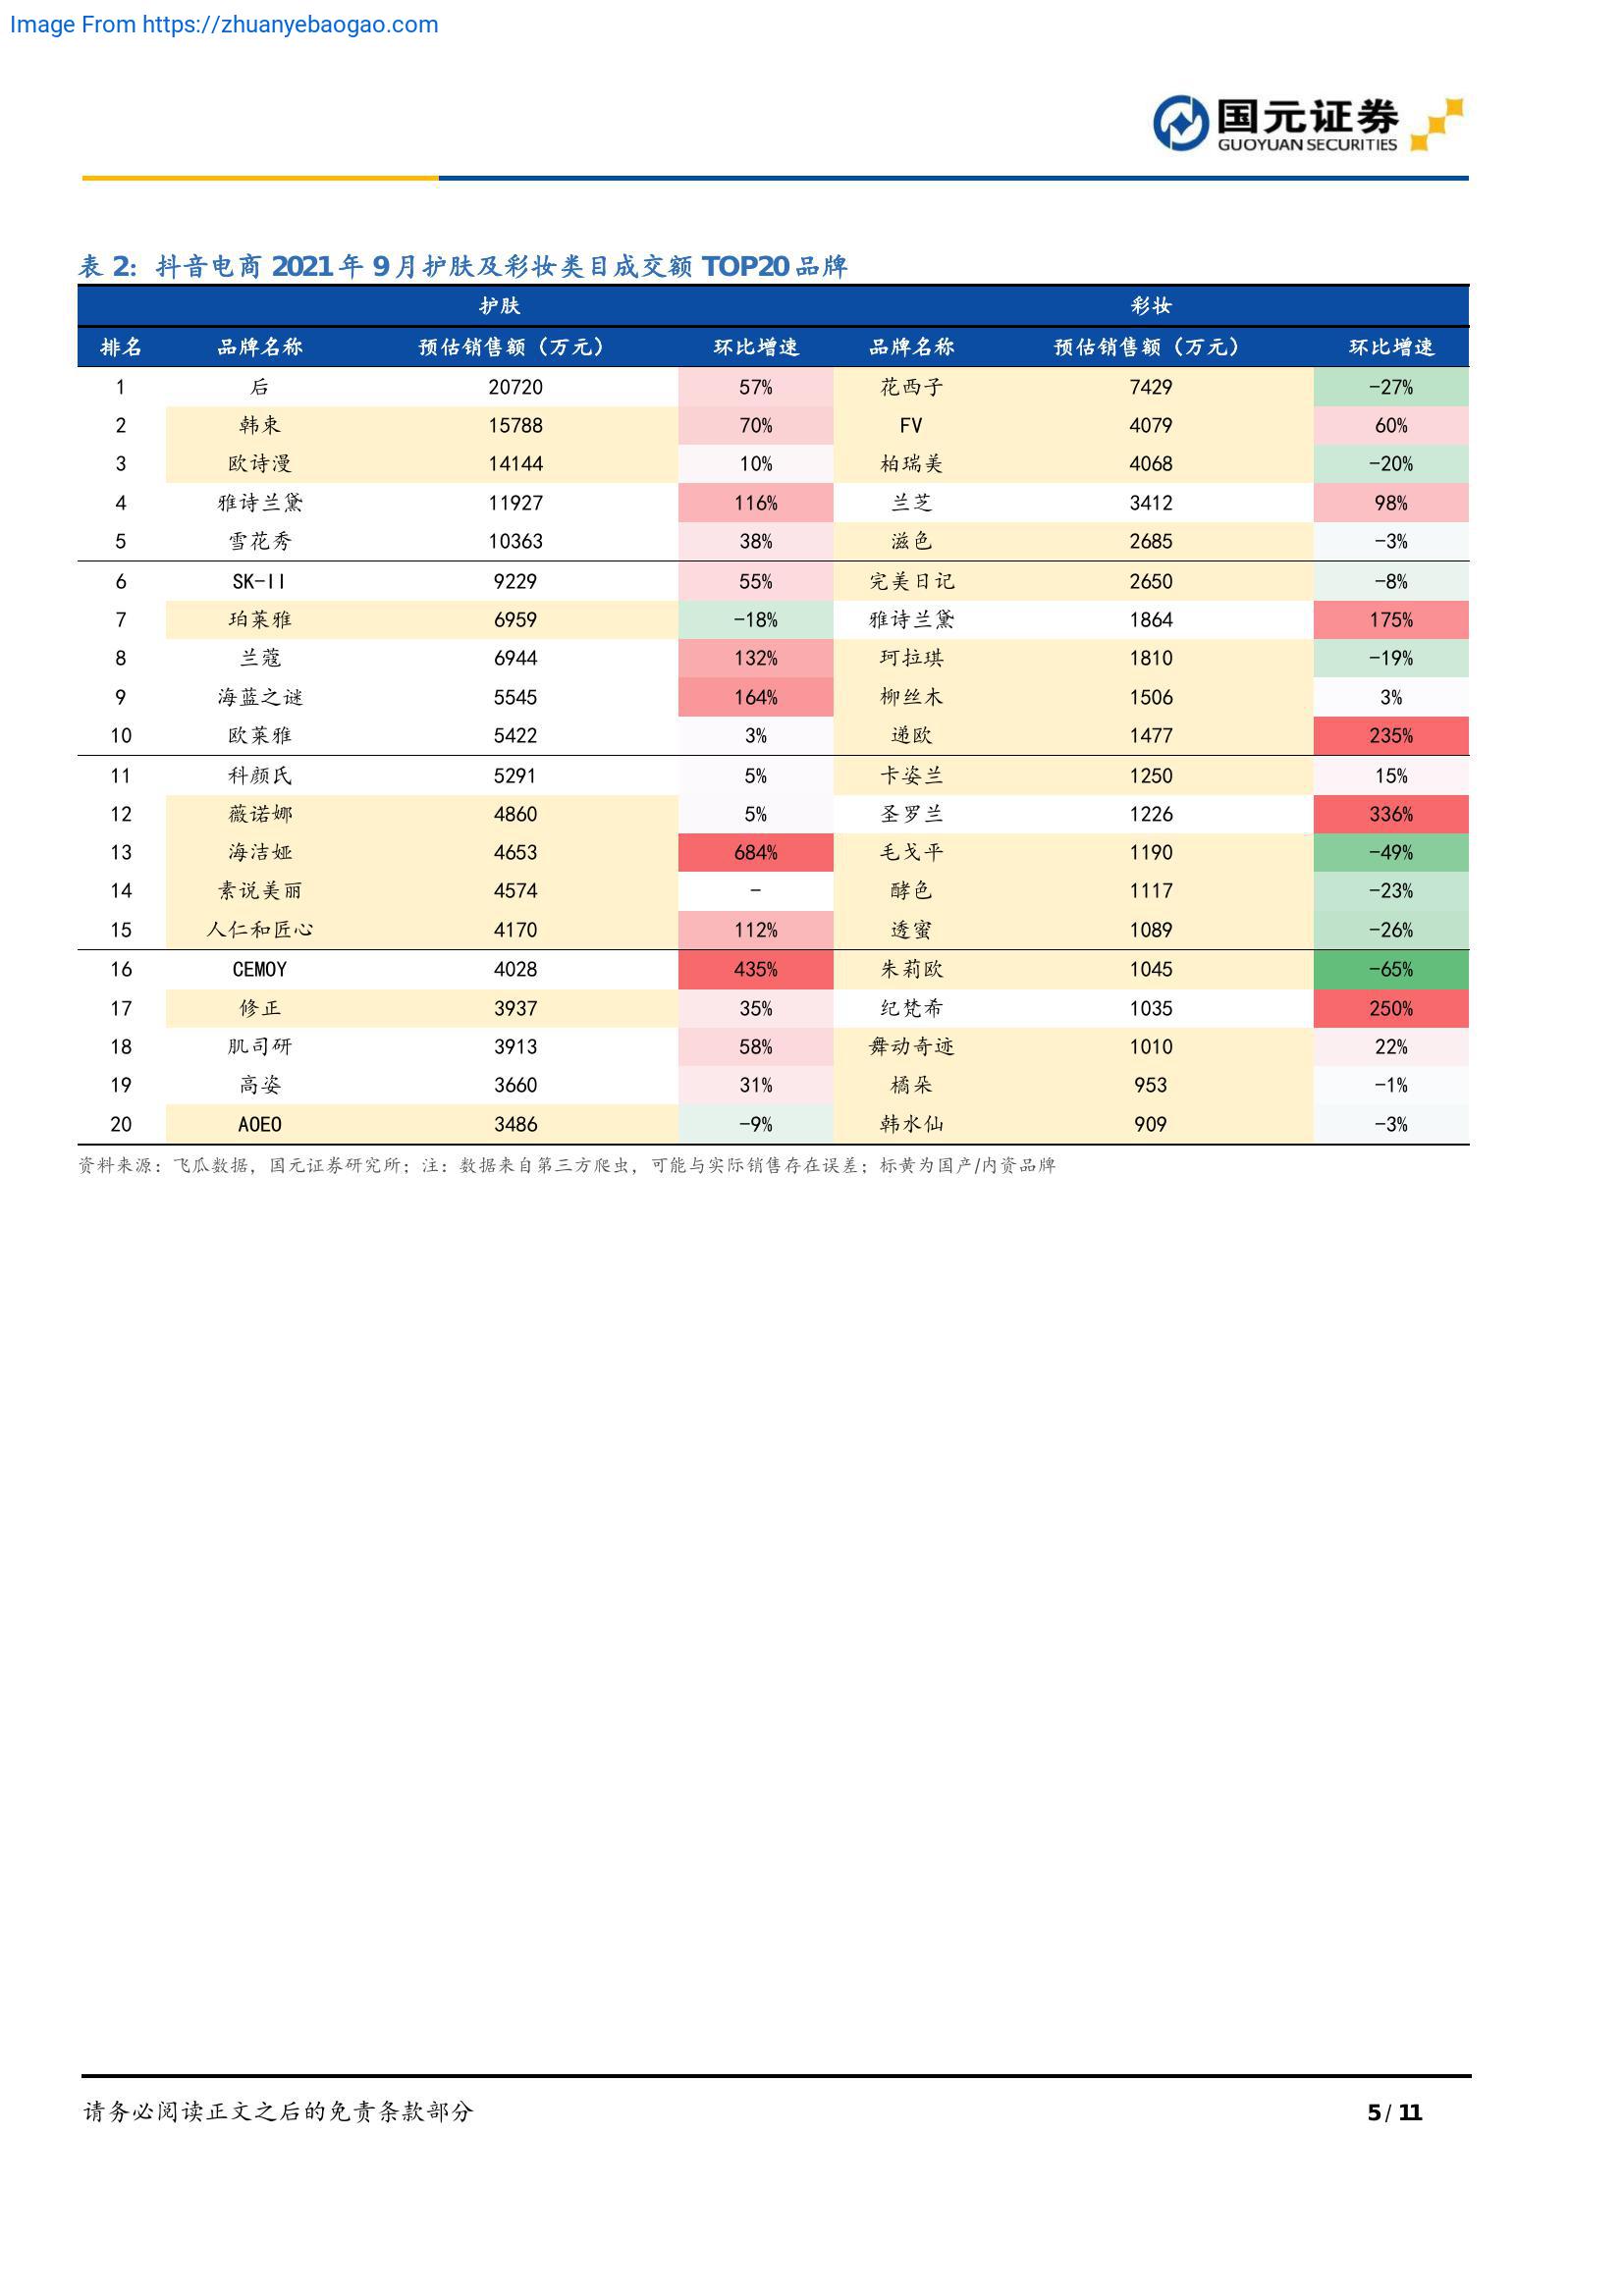 Image From https://zhuanyebaogao.com
国元证券
GUOYUAN SECURITIES
表 2：抖音电商 2021 年 9 月护肤及彩妆类目成交额 TOP20 品牌
护肤 彩妆
排名 品牌名称 预估销售额（万元） 环比增速 品牌名称 预估销售额（万元） 环比增速
1 后 20720 57% 花西子 7429 -27%
2 韩束 15788 70% FV 4079 60%
3 欧诗漫 14144 10% 柏瑞美 4068 -20%
4 雅诗兰黛 11927 116% 兰芝 3412 98%
5 雪花秀 10363 38% 滋色 2685 -3%
6 SK-II 9229 55% 完美日记 2650 -8%
7 珀莱雅 6959 -18% 雅诗兰黛 1864 175%
8 兰蔻 6944 132% 珂拉琪 1810 -19%
9 海蓝之谜 5545 164% 柳丝木 1506 3%
10 欧莱雅 5422 3% 递欧 1477 235%
11 科颜氏 5291 5% 卡姿兰 1250 15%
12 薇诺娜 4860 5% 圣罗兰 1226 336%
13 海洁娅 4653 684% 毛戈平 1190 -49%
14 素说美丽 4574 - 酵色 1117 -23%
15 人仁和匠心 4170 112% 透蜜 1089 -26%
16 CEMOY 4028 435% 朱莉欧 1045 -65%
17 修正 3937 35% 纪梵希 1035 250%
18 肌司研 3913 58% 舞动奇迹 1010 22%
19 高姿 3660 31% 橘朵 953 -1%
20 AOEO 3486 -9% 韩水仙 909 -3%
资料来源：飞瓜数据，国元证券研究所；注：数据来自第三方爬虫，可能与实际销售存在误差；标黄为国产/内资品牌
请务必阅读正文之后的免责条款部分 5 / 11